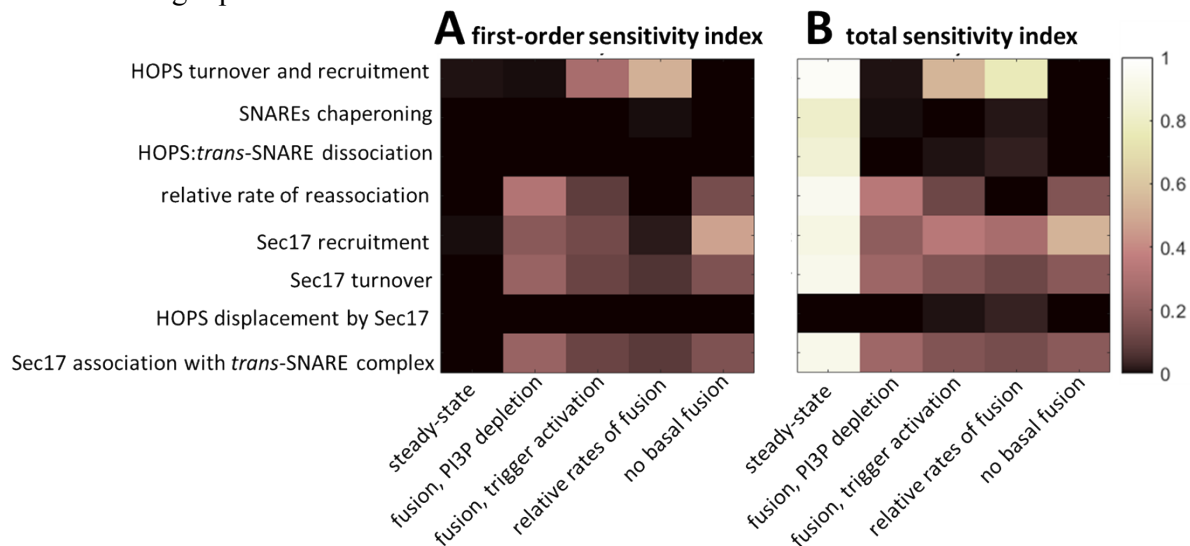 A first-order sensitivity index
B total sensitivity index
HOPS turnover and recruitment
SNAREs chaperoning
HOPS:trans-SNARE dissociation
relative rate of reassociation
Sec17 recruitment
Sec17 turnover
HOPS displacement by Sec17
Sec17 association with trans-SNARE complex
steady-state
fusion, PI3P depletion
fusion, trigger activation
relative rates of fusion
no basal fusion
steady-state
fusion, PI3P depletion
fusion, trigger activation
relative rates of fusion
no basal fusion
1
0.8
0.6
0.4
0.2
0